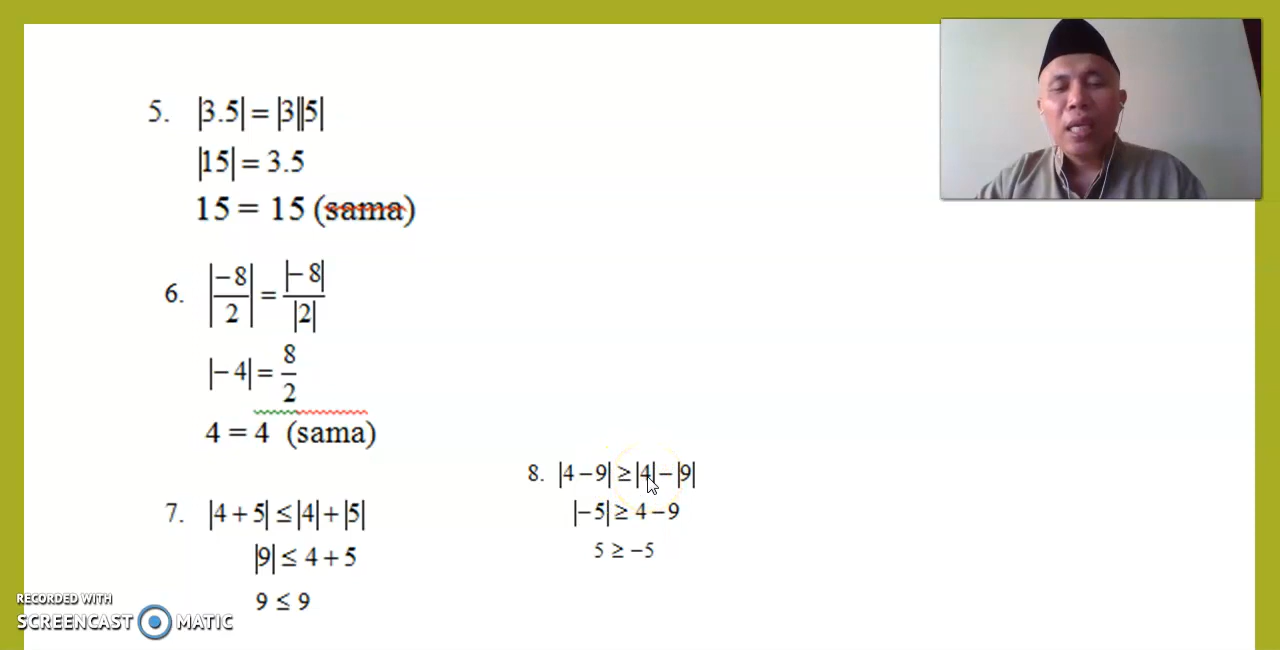 5. |3.5| = |3||5|
|15| = 3.5
15 = 15 (sama)
6. |−8/2| = |−8|/|2|
|−4| = 8/2
4 = 4 (sama)
7. |4 + 5| ≤ |4| + |5|
|9| ≤ 4 + 5
9 ≤ 9
8. |4 − 9| ≥ |4| − |9|
|−5| ≥ 4 − 9
5 ≥ −5
RECORDED WITH
SCREENCAST MATIC